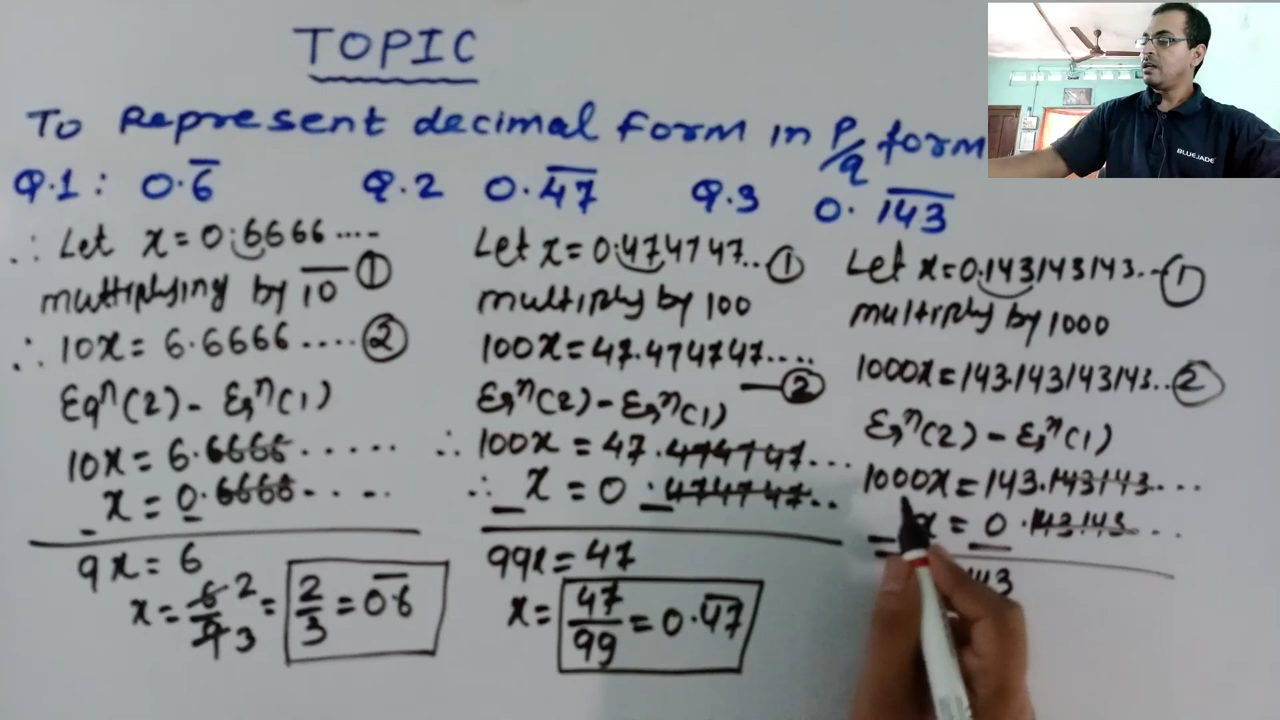 TOPIC
To Represent decimal form in P/q form
Q.1: 0.6̅
∴ Let x=0.6666.....
multiplying by 10 ①
∴ 10x= 6.6666 ..... ②
Eqⁿ(2) - Eqⁿ(1)
10x= 6.6666......
- x= 0.6666.....
9x= 6
x= 6/9 2 3 = 2/3 = 0.6̅
Q.2 0.4̅7̅
Let x=0.474747.. ①
multiply by 100
100x=47.474747....
— ②
Eqⁿ(2)-Eqⁿ(1)
∴ 100x = 47.474747...
∴ - x = 0.474747..
99x=47
x= 47/99 = 0.4̅7̅
Q.3 0.1̅4̅3̅
Let x=0.143143143.. ①
multiply by 1000
1000x=143.143143143.. ②
Eqⁿ(2) - Eqⁿ(1)
1000x=143.143143...
x= 0.143143...
BLUEJADE